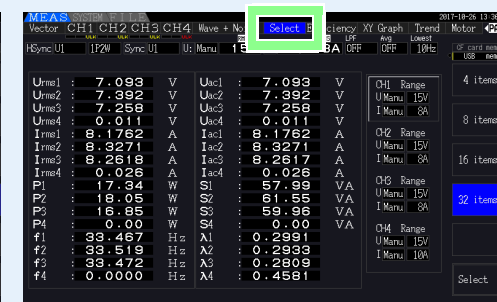 MEAS SYSTEM FILE 2017-10-26 13:36
Vector CH1 CH2 CH3 CH4 Wave + No Select E ciency XY Graph Trend Motor
LPF Avg Lowest
HSync U1 1P2W Sync U1 U: Manu 1 8A OFF OFF 10Hz CF card mem
USB mem
Urms1 : 7.093 V Uac1 : 7.093 V
Urms2 : 7.392 V Uac2 : 7.392 V
Urms3 : 7.258 V Uac3 : 7.258 V
Urms4 : 0.011 V Uac4 : 0.011 V
Irms1 : 8.1762 A Iac1 : 8.1762 A
Irms2 : 8.3271 A Iac2 : 8.3271 A
Irms3 : 8.2618 A Iac3 : 8.2617 A
Irms4 : 0.026 A Iac4 : 0.026 A
P1 : 17.34 W S1 : 57.99 VA
P2 : 18.05 W S2 : 61.55 VA
P3 : 16.85 W S3 : 59.96 VA
P4 : 0.00 W S4 : 0.00 VA
f1 : 33.467 Hz λ1 : 0.2991
f2 : 33.519 Hz λ2 : 0.2933
f3 : 33.472 Hz λ3 : 0.2809
f4 : 0.0000 Hz λ4 : 0.4581
CH1 Range
U Manu 15V
I Manu 8A
CH2 Range
U Manu 15V
I Manu 8A
CH3 Range
U Manu 15V
I Manu 8A
CH4 Range
U Manu 15V
I Manu 10A
4 items
8 items
16 items
32 items
Select